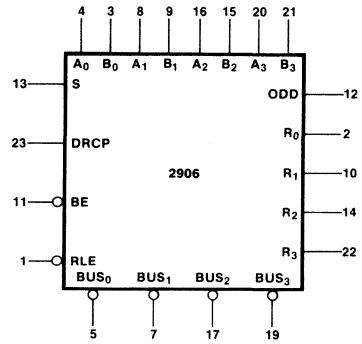 4 3 8 9 16 15 20 21
A0 B0 A1 B1 A2 B2 A3 B3
13 S
ODD 12
R0 2
23 DRCP
2906
R1 10
11 BE
R2 14
R3 22
1 RLE
BUS0 BUS1 BUS2 BUS3
5 7 17 19